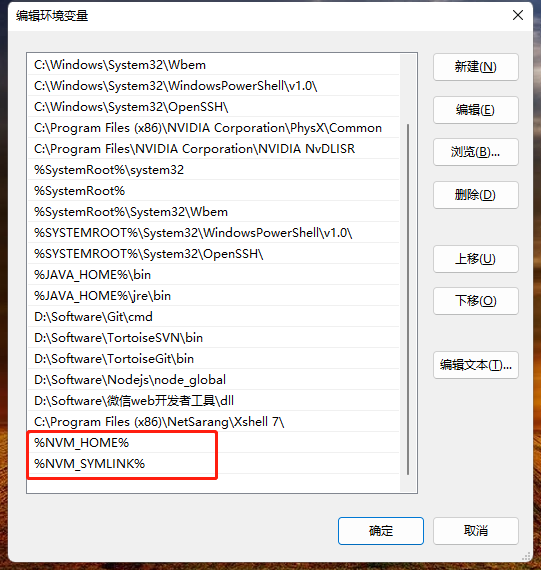 编辑环境变量
C:\Windows\System32\Wbem
C:\Windows\System32\WindowsPowerShell\v1.0\
C:\Windows\System32\OpenSSH\
C:\Program Files (x86)\NVIDIA Corporation\PhysX\Common
C:\Program Files\NVIDIA Corporation\NVIDIA NvDLISR
%SystemRoot%\system32
%SystemRoot%
%SystemRoot%\System32\Wbem
%SYSTEMROOT%\System32\WindowsPowerShell\v1.0\
%SYSTEMROOT%\System32\OpenSSH\
%JAVA_HOME%\bin
%JAVA_HOME%\jre\bin
D:\Software\Git\cmd
D:\Software\TortoiseSVN\bin
D:\Software\TortoiseGit\bin
D:\Software\Nodejs\node_global
D:\Software\微信web开发者工具\dll
C:\Program Files (x86)\NetSarang\Xshell 7\
%NVM_HOME%
%NVM_SYMLINK%
新建(N)
编辑(E)
浏览(B)...
删除(D)
上移(U)
下移(O)
编辑文本(T)...
确定
取消